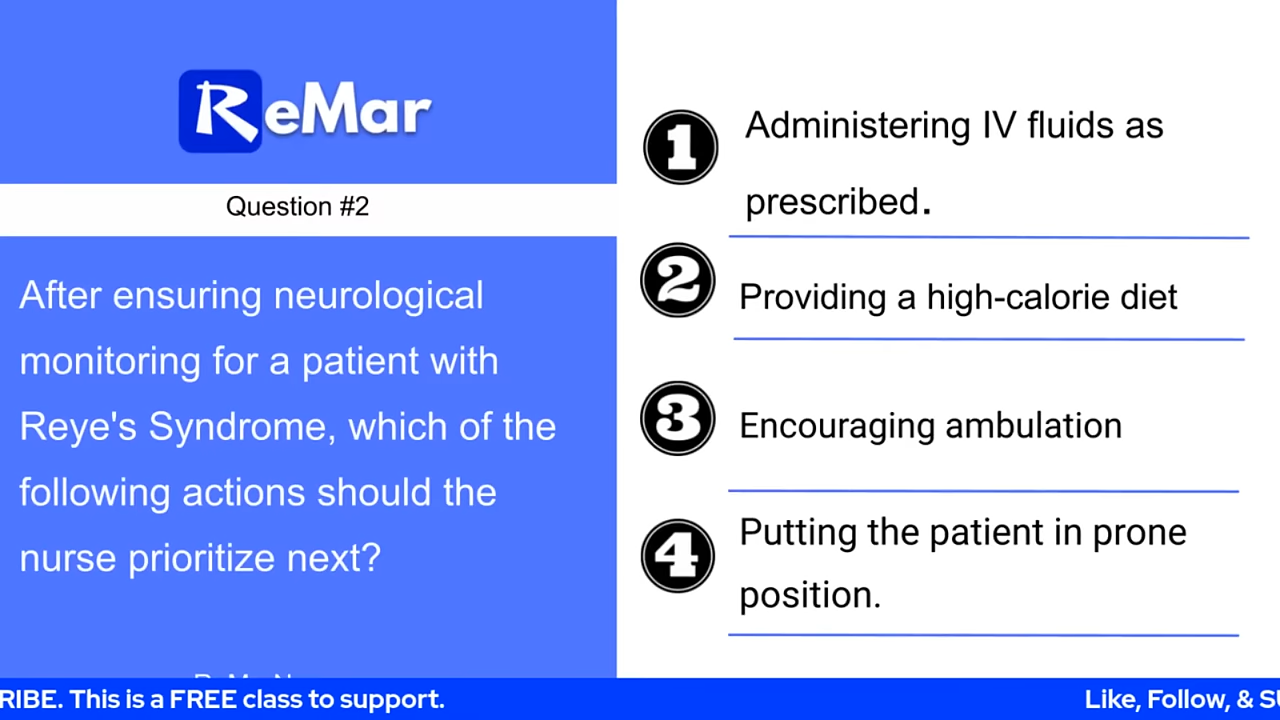 ReMar
Question #2
After ensuring neurological
monitoring for a patient with
Reye's Syndrome, which of the
following actions should the
nurse prioritize next?
1
Administering IV fluids as
prescribed.
2
Providing a high-calorie diet
3
Encouraging ambulation
4
Putting the patient in prone
position.
RIBE. This is a FREE class to support.
Like, Follow, & SU